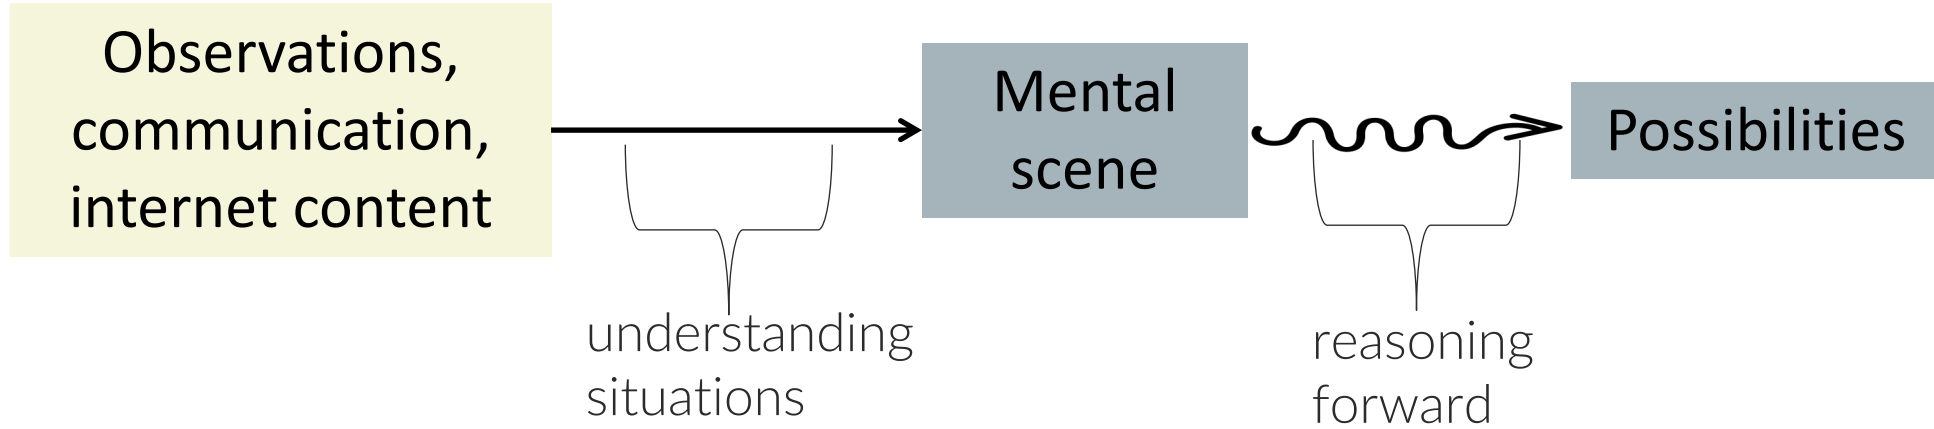 Observations,
communication,
internet content
Mental
scene
Possibilities
understanding
situations
reasoning
forward